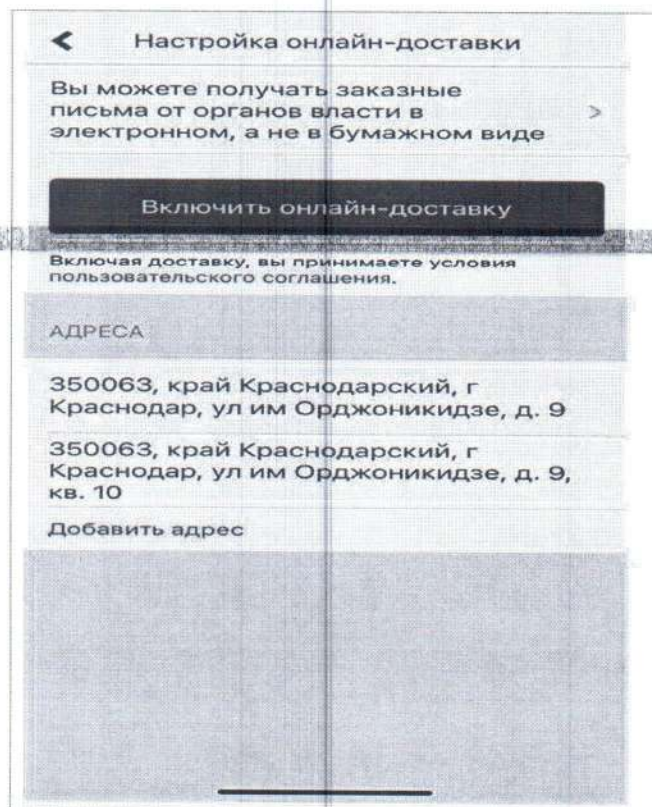 Настройка онлайн-доставки
Вы можете получать заказные
письма от органов власти в
электронном, а не в бумажном виде
Включить онлайн-доставку
Включая доставку, вы принимаете условия
пользовательского соглашения.
АДРЕСА
350063, край Краснодарский, г
Краснодар, ул им Орджоникидзе, д. 9
350063, край Краснодарский, г
Краснодар, ул им Орджоникидзе, д. 9,
кв. 10
Добавить адрес